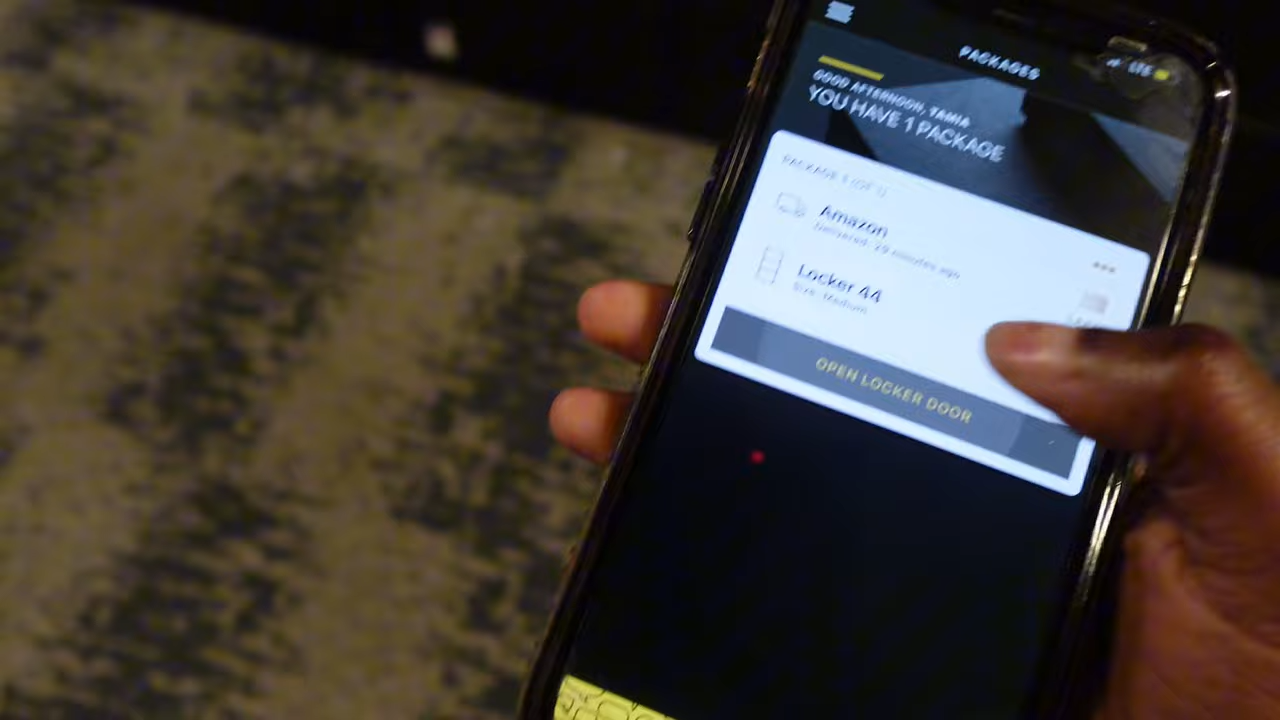 PACKAGES
LTE
GOOD AFTERNOON, TAMIA
YOU HAVE 1 PACKAGE
PACKAGE 1 (OF 1)
Amazon
Delivered: 29 minutes ago
Locker 44
Size: Medium
OPEN LOCKER DOOR